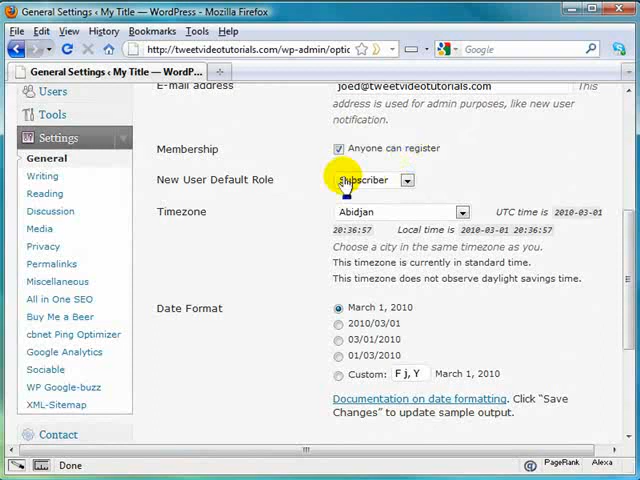 General Settings ‹ My Title — WordPress - Mozilla Firefox
File Edit View History Bookmarks Tools Help
http://tweetvideotutorials.com/wp-admin/optic
Google
General Settings ‹ My Title — WordP...
Users
Tools
Settings
General
Writing
Reading
Discussion
Media
Privacy
Permalinks
Miscellaneous
All in One SEO
Buy Me a Beer
cbnet Ping Optimizer
Google Analytics
Sociable
WP Google-buzz
XML-Sitemap
Contact
E-mail address joed@tweetvideotutorials.com This
address is used for admin purposes, like new user
notification.
Membership Anyone can register
New User Default Role Subscriber
Timezone Abidjan UTC time is 2010-03-01
20:36:57 Local time is 2010-03-01 20:36:57
Choose a city in the same timezone as you.
This timezone is currently in standard time.
This timezone does not observe daylight savings time.
Date Format March 1, 2010
2010/03/01
03/01/2010
01/03/2010
Custom: F j, Y March 1, 2010
Documentation on date formatting. Click “Save
Changes” to update sample output.
Done
PageRank Alexa